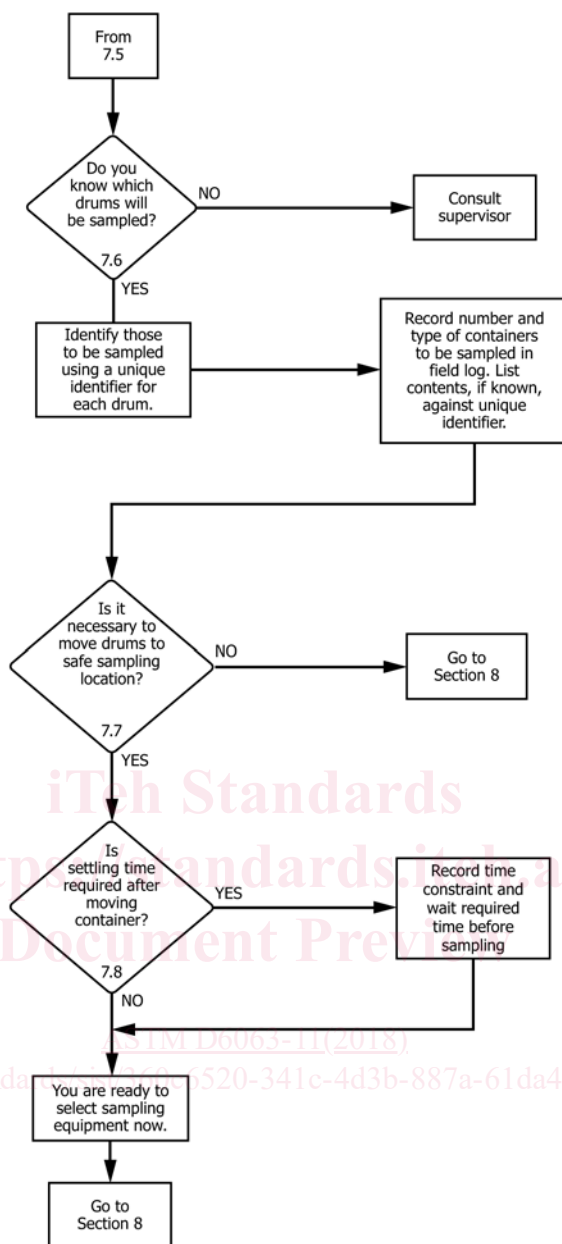 From
7.5
Do you
know which
drums will
be sampled?
7.6
NO
Consult
supervisor
YES
Identify those
to be sampled
using a unique
identifier for
each drum.
Record number and
type of containers
to be sampled in
field log. List
contents, if known,
against unique
identifier.
Is it
necessary to
move drums to
safe sampling
location?
7.7
NO
Go to
Section 8
YES
iTeh Standards
Is
settling time
required after
moving
container?
7.8
YES
Record time
constraint and
wait required
time before
sampling
tps://standards.iteh.a
Document Preview
NO
ASTM D6063-11(2018)
You are ready to
select sampling
equipment now.
Go to
Section 8